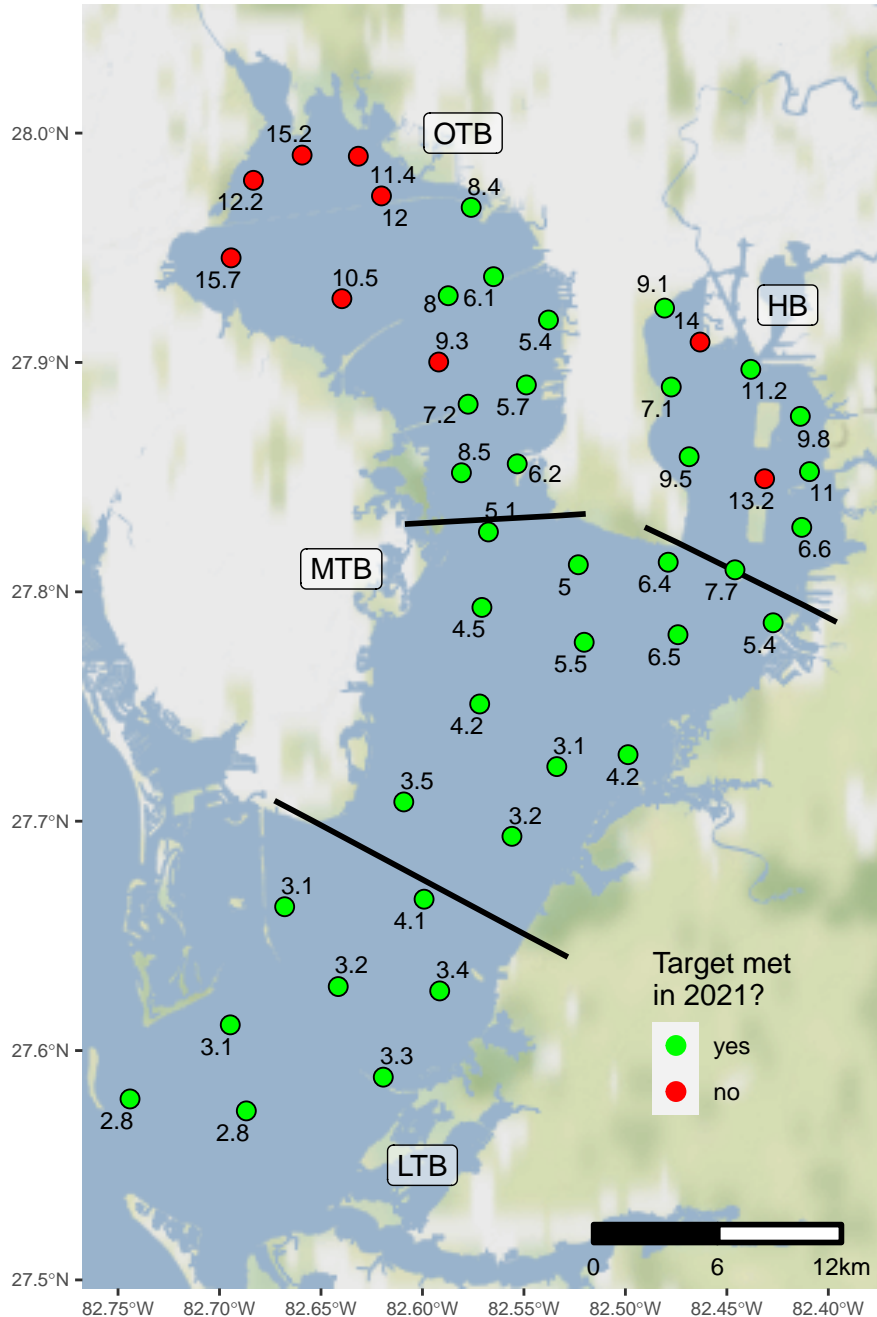 28.0°N
27.9°N
27.8°N
27.7°N
27.6°N
27.5°N
82.75°W
82.70°W
82.65°W
82.60°W
82.55°W
82.50°W
82.45°W
82.40°W
OTB
15.2
11.4
12.2
12
8.4
15.7
10.5
8
6.1
5.4
9.3
7.2
5.7
8.5
6.2
HB
9.1
14
7.1
11.2
9.8
9.5
13.2
11
6.6
7.7
MTB
5.1
5
6.4
4.5
5.5
6.5
5.4
4.2
3.1
4.2
3.5
3.2
3.1
4.1
3.2
3.4
3.1
3.3
2.8
2.8
LTB
Target met
in 2021?
yes
no
0
6
12km